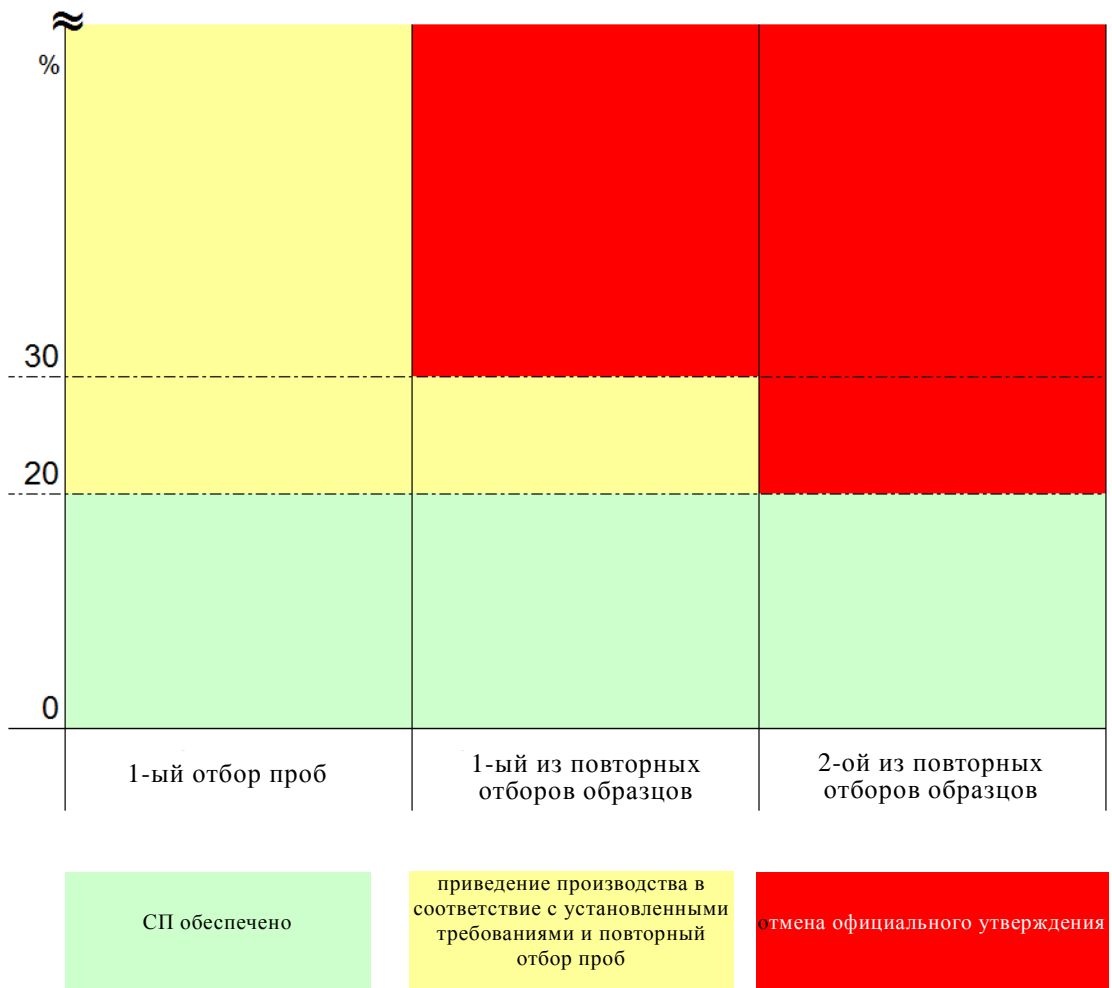 ≈
%
30
20
0
1-ый отбор проб
1-ый из повторных
отборов образцов
2-ой из повторных
отборов образцов
СП обеспечено
приведение производства в
соответствие с установленными
требованиями и повторный
отбор проб
отмена официального утверждения